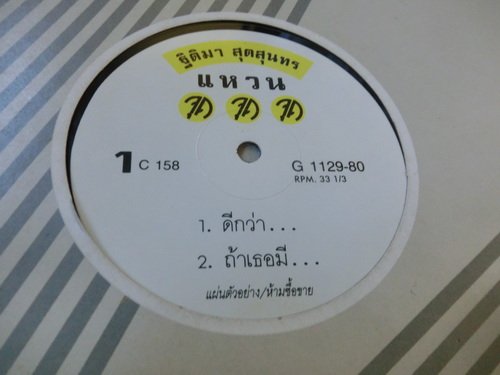 ฐิติมา สุตสุนทร
แหวน
1 C 158
G 1129-80
RPM. 33 1/3
1. ดีกว่า...
2. ถ้าเธอมี...
แผ่นตัวอย่าง/ห้ามซื้อขาย